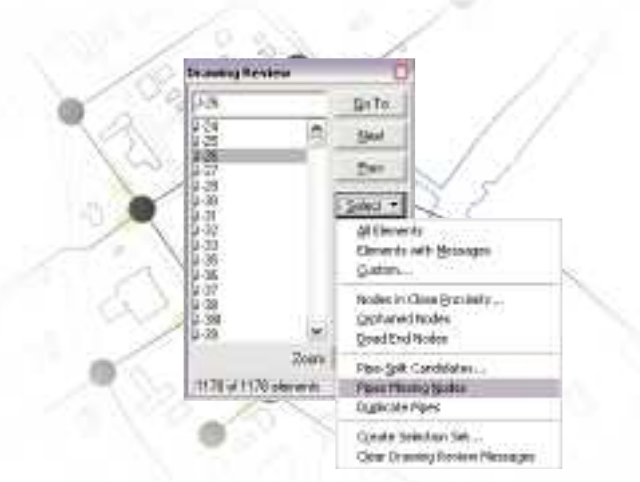 Drawing Review
J-26
Go To
J-24
J-25
Next
J-26
J-27
Prev
J-29
J-30
Select
J-31
J-32
J-33
J-35
J-36
J-37
J-38
J-39
Zoom
1178 of 1178 elements
All Elements
Elements with Messages
Custom...
Nodes in Close Proximity...
Orphaned Nodes
Dead End Nodes
Pipe Split Candidates...
Pipes Missing Nodes
Duplicate Pipes
Create Selection Set...
Clear Drawing Review Messages